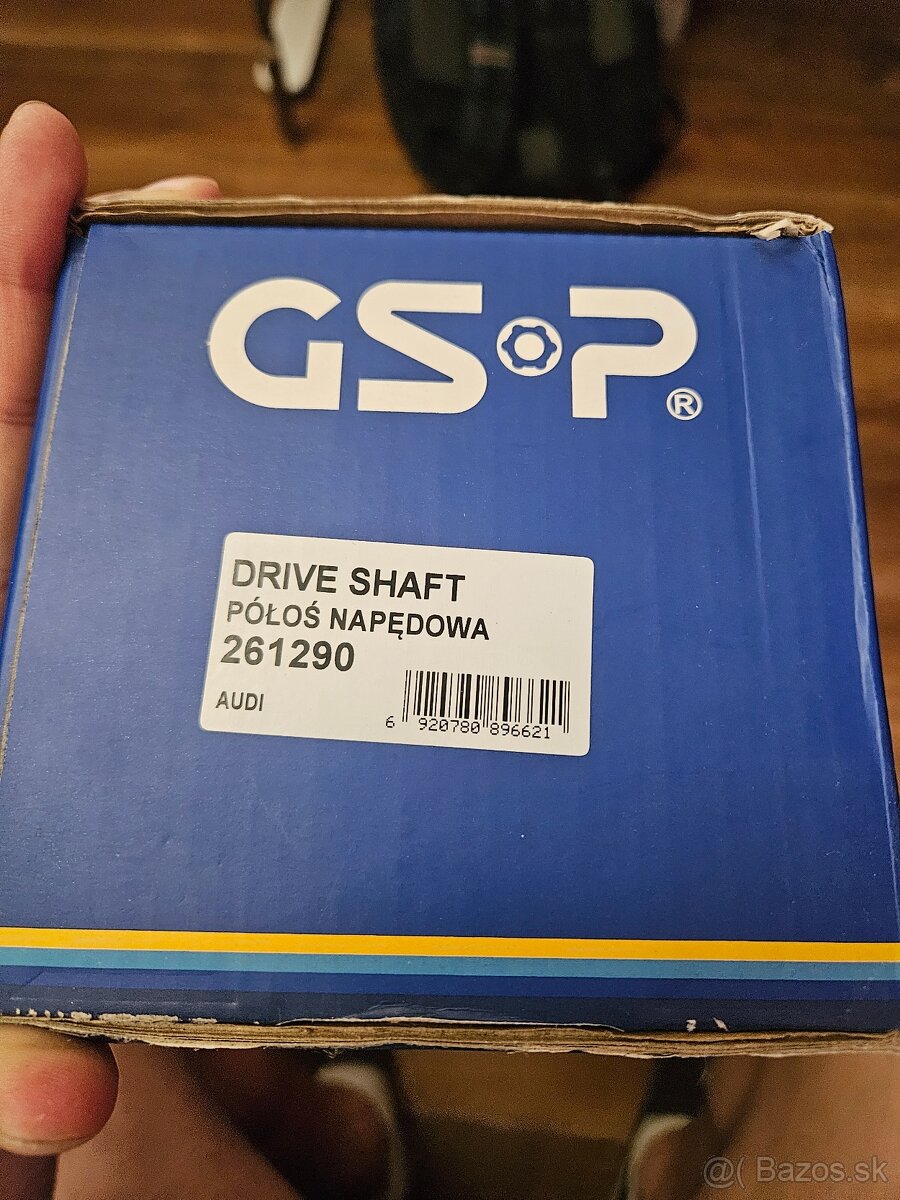 GSP®
DRIVE SHAFT
PÓŁOŚ NAPĘDOWA
261290
AUDI
6 920780 896621
@( Bazos.sk